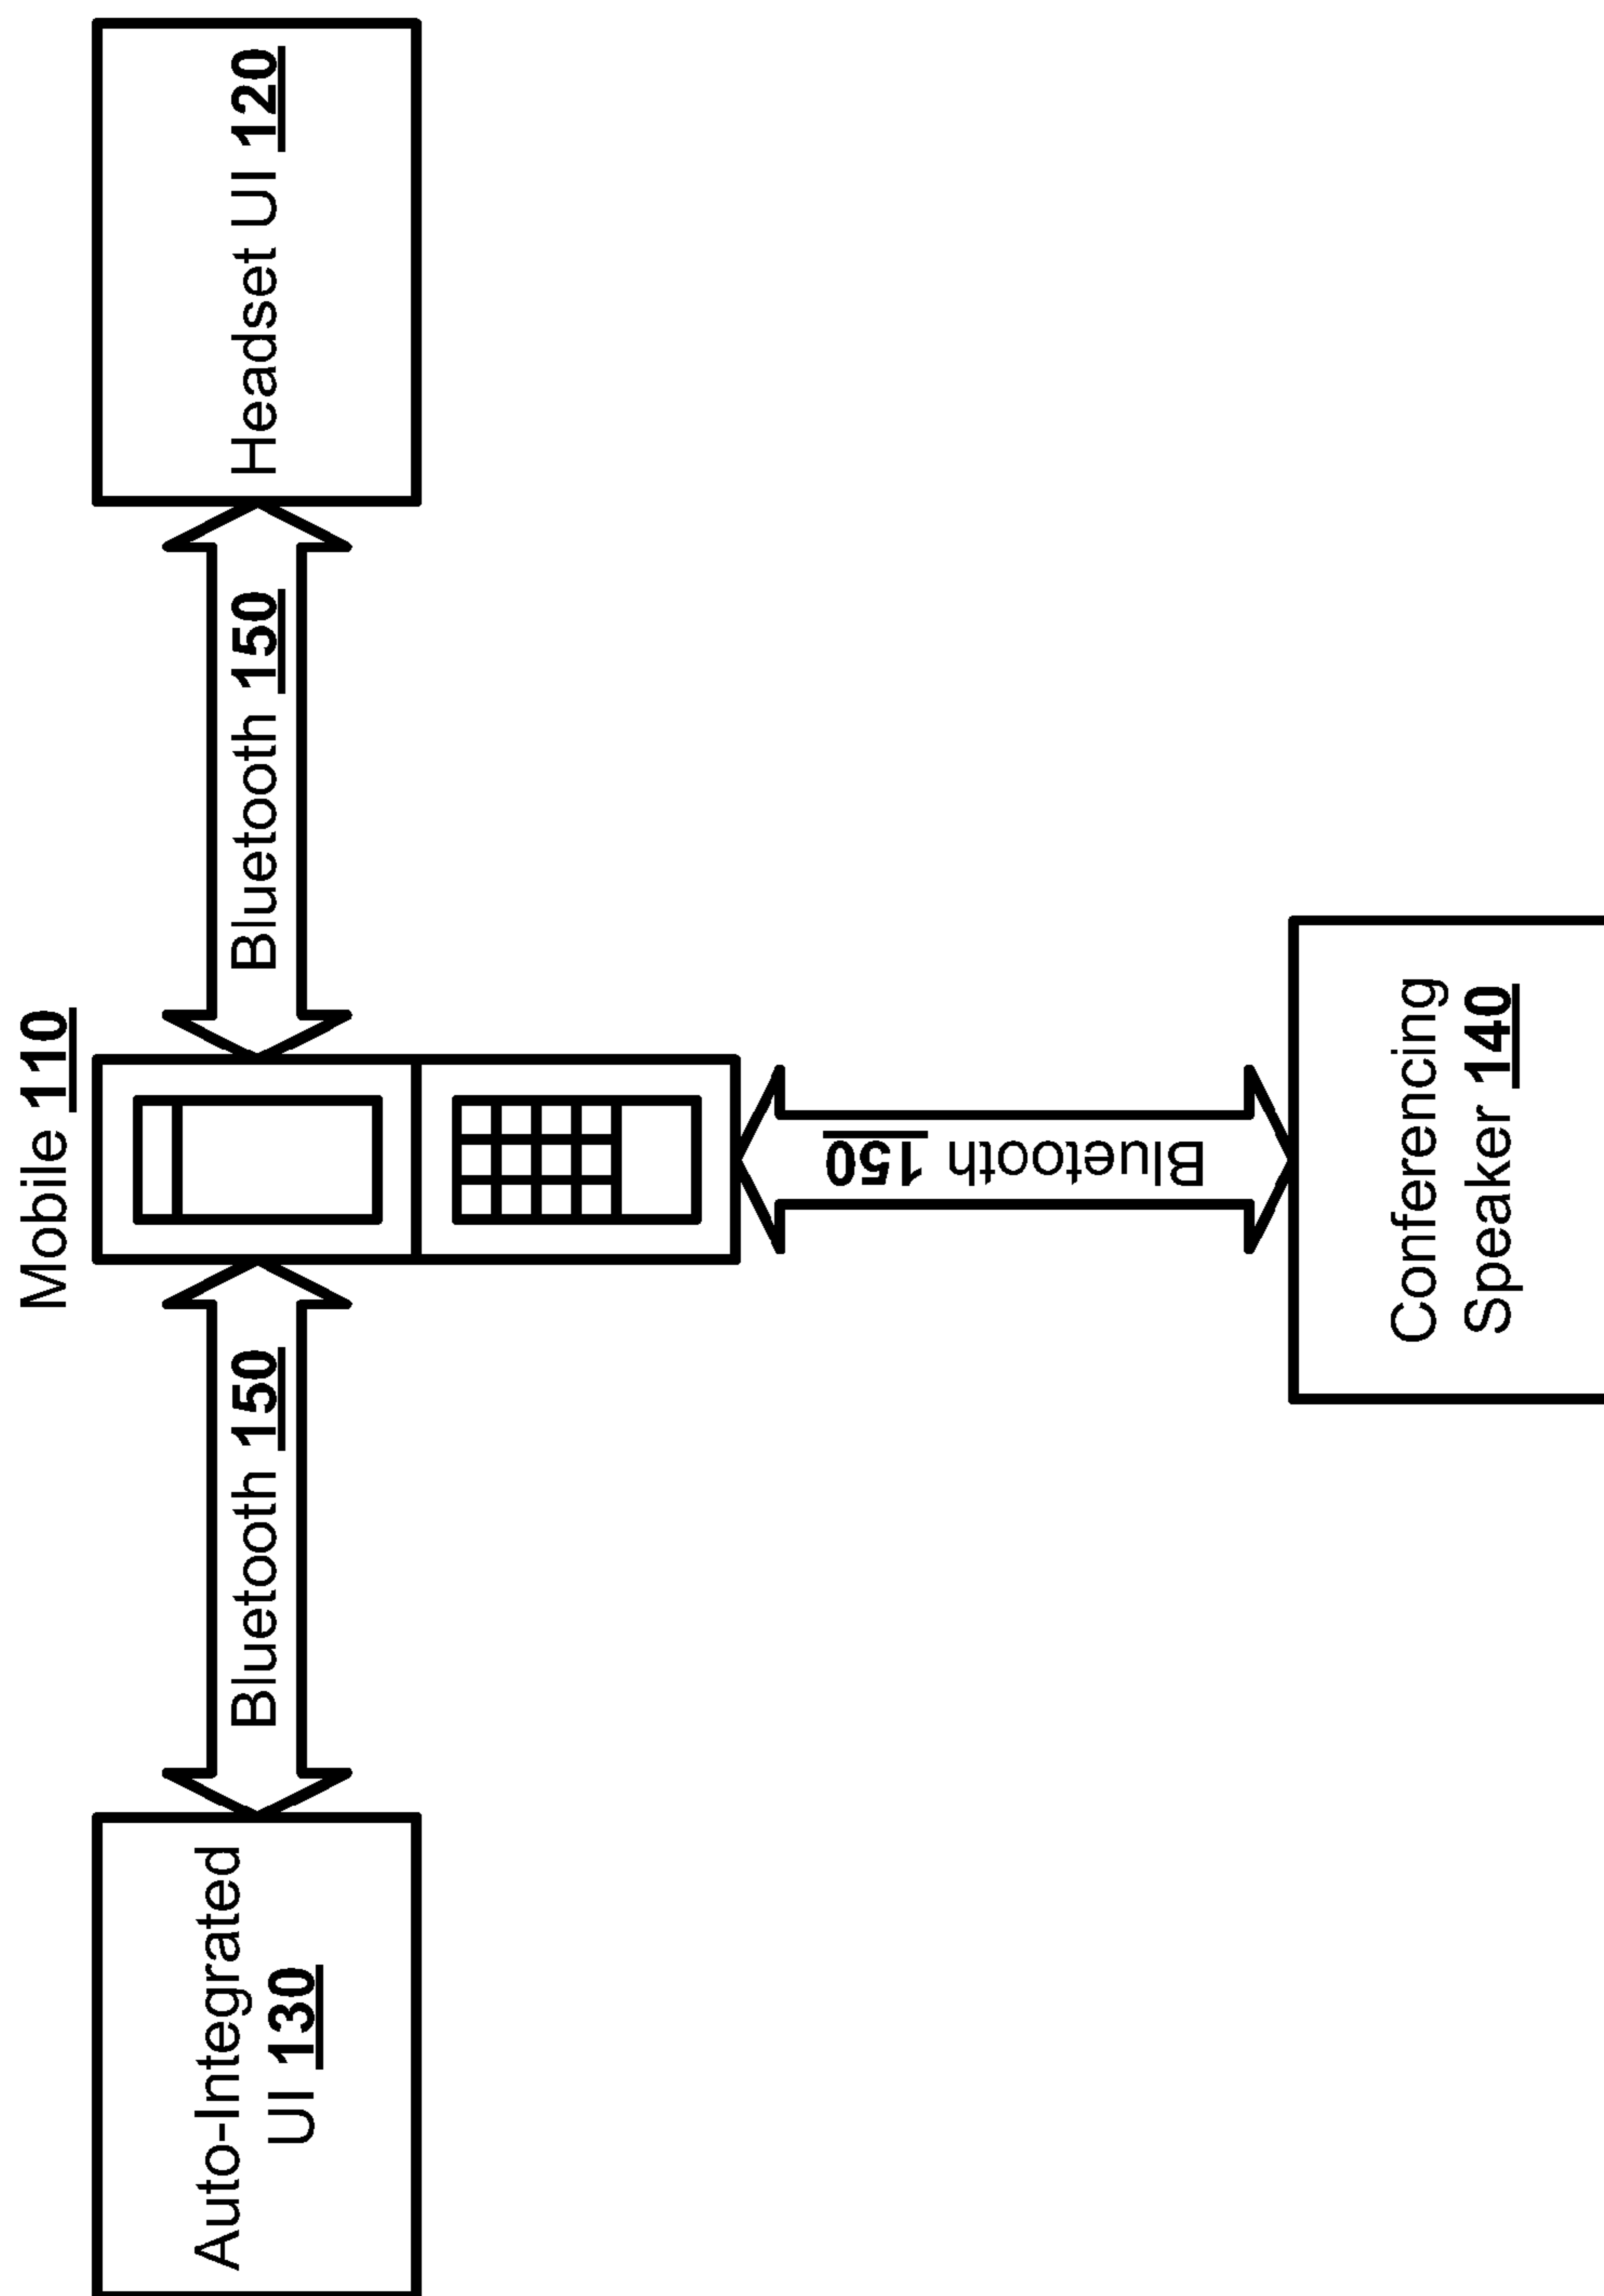 Mobile 110
Auto-Integrated
UI 130
Bluetooth 150
Bluetooth 150
Headset UI 120
Bluetooth 150
Conferencing
Speaker 140